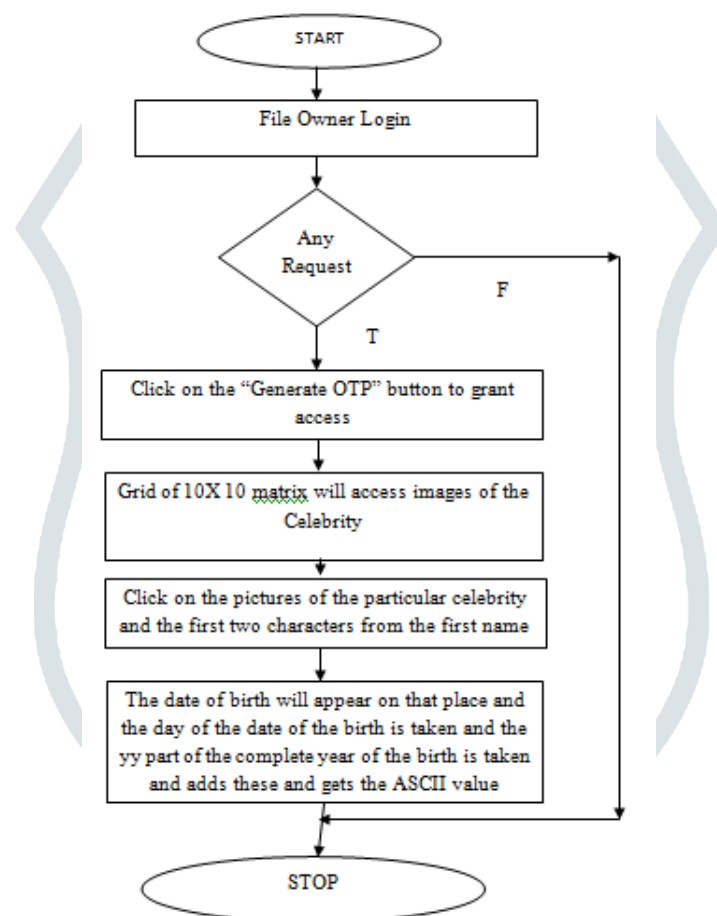 START
File Owner Login
Any
Request
F
T
Click on the “Generate OTP” button to grant
access
Grid of 10X 10 matrix will access images of the
Celebrity
Click on the pictures of the particular celebrity
and the first two characters from the first name
The date of birth will appear on that place and
the day of the date of the birth is taken and the
yy part of the complete year of the birth is taken
and adds these and gets the ASCII value
STOP